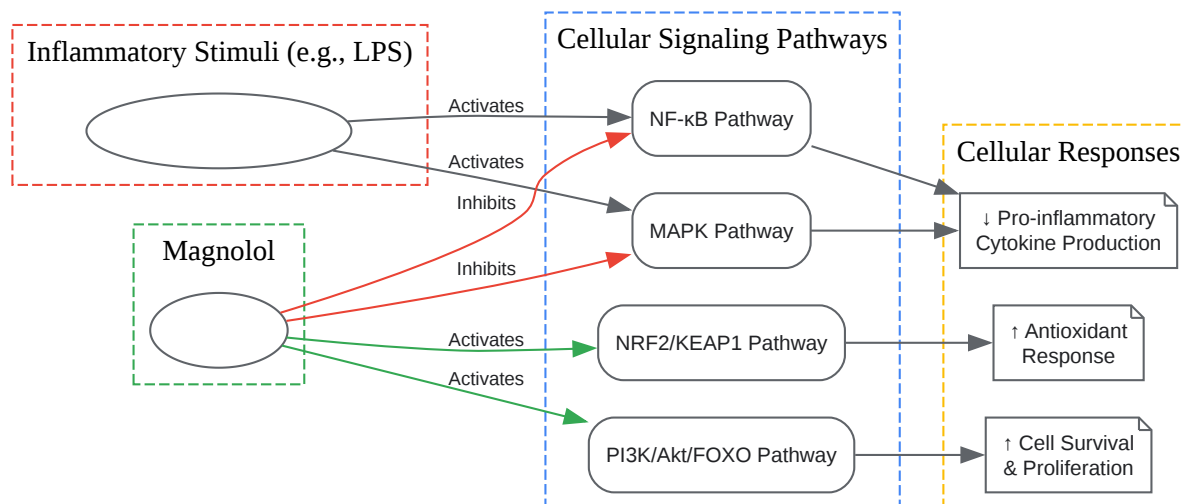 Inflammatory Stimuli (e.g., LPS)
Cellular Signaling Pathways
Activates
NF-κB Pathway
Cellular Responses
Activates
Inhibits
MAPK Pathway
↓ Pro-inflammatory
Cytokine Production
Magnolol
Inhibits
Activates
NRF2/KEAP1 Pathway
↑ Antioxidant
Response
Activates
PI3K/Akt/FOXO Pathway
↑ Cell Survival
& Proliferation